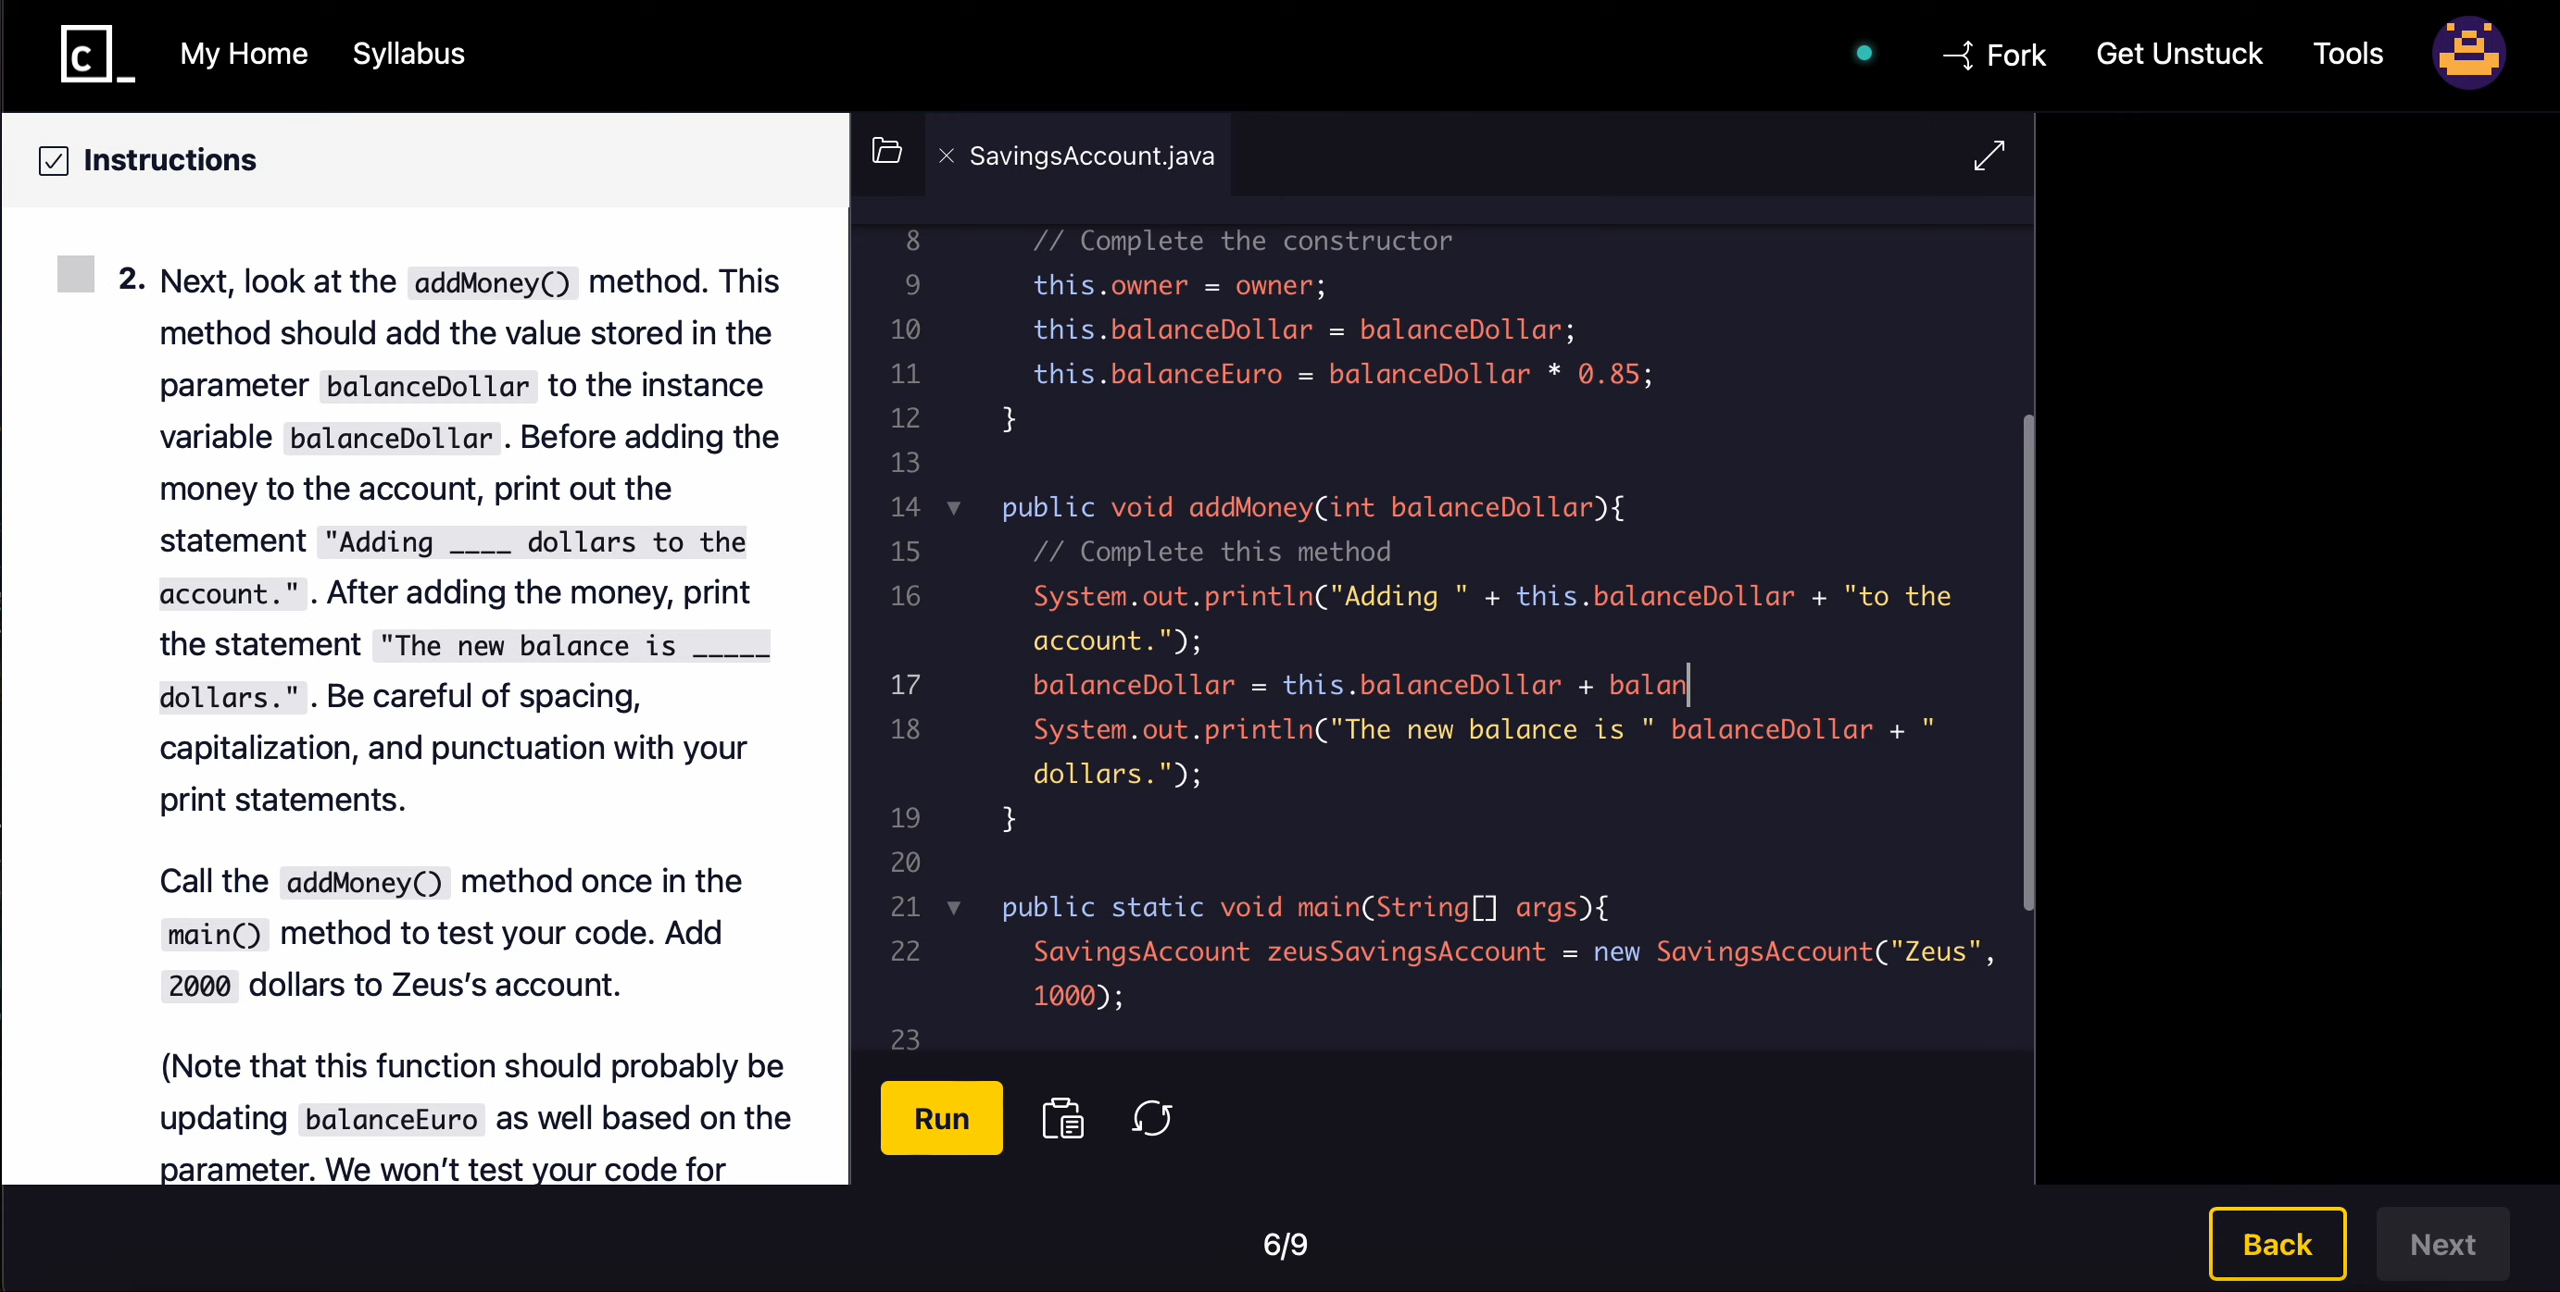 c_ My Home Syllabus Fork Get Unstuck Tools
Instructions
2. Next, look at the addMoney() method. This
method should add the value stored in the
parameter balanceDollar to the instance
variable balanceDollar. Before adding the
money to the account, print out the
statement "Adding ____ dollars to the
account.". After adding the money, print
the statement "The new balance is _____
dollars.". Be careful of spacing,
capitalization, and punctuation with your
print statements.
Call the addMoney() method once in the
main() method to test your code. Add
2000 dollars to Zeus’s account.
(Note that this function should probably be
updating balanceEuro as well based on the
parameter. We won’t test your code for
SavingsAccount.java
8 // Complete the constructor
9 this.owner = owner;
10 this.balanceDollar = balanceDollar;
11 this.balanceEuro = balanceDollar * 0.85;
12 }
13
14 public void addMoney(int balanceDollar){
15 // Complete this method
16 System.out.println("Adding " + this.balanceDollar + "to the
account.");
17 balanceDollar = this.balanceDollar + balan
18 System.out.println("The new balance is " balanceDollar + "
dollars.");
19 }
20
21 public static void main(String[] args){
22 SavingsAccount zeusSavingsAccount = new SavingsAccount("Zeus",
1000);
23
Run
6/9
Back Next